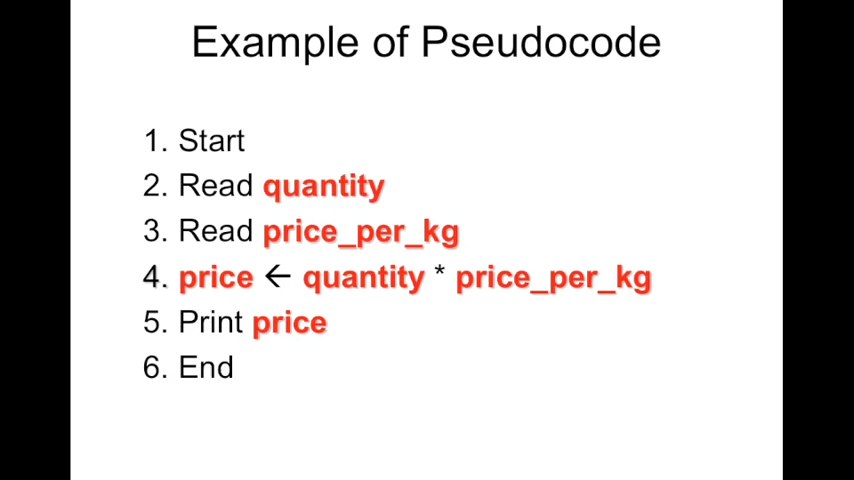 Example of Pseudocode
1. Start
2. Read quantity
3. Read price_per_kg
4. price ← quantity * price_per_kg
5. Print price
6. End